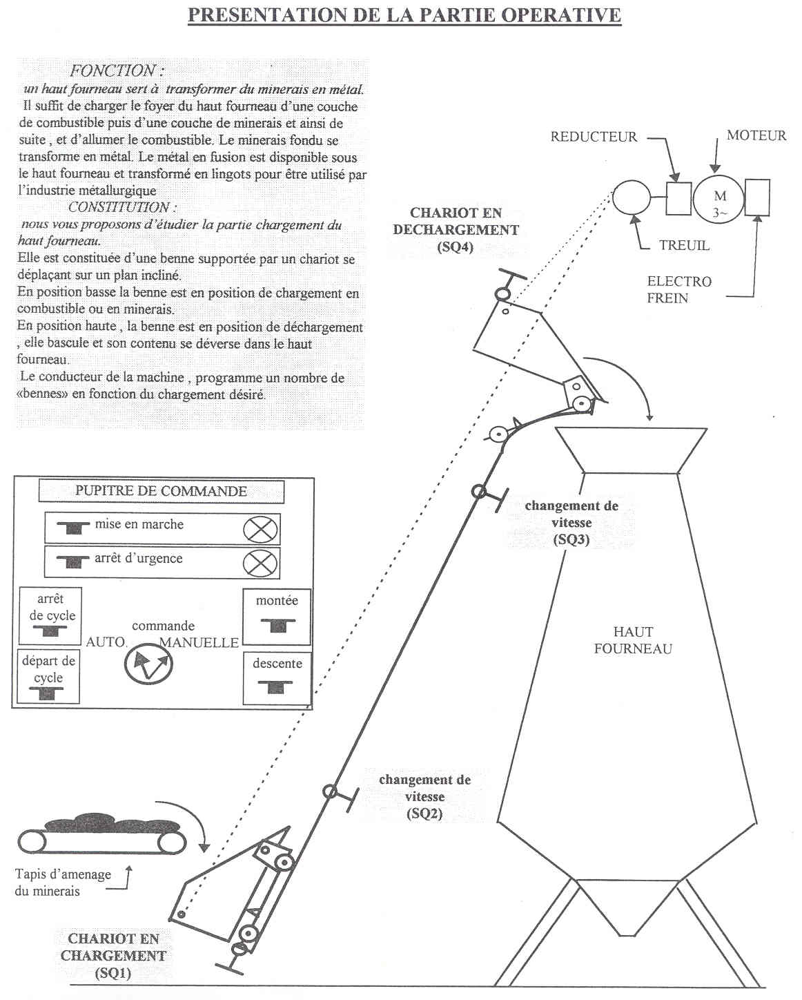 PRESENTATION DE LA PARTIE OPERATIVE
FONCTION :
un haut fourneau sert à transformer du minerais en métal.
Il suffit de charger le foyer du haut fourneau d'une couche
de combustible puis d'une couche de minerais et ainsi de
suite , et d'allumer le combustible. Le minerais fondu se
transforme en métal. Le métal en fusion est disponible sous
le haut fourneau et transformé en lingots pour être utilisé par
l'industrie métallurgique
CONSTITUTION :
nous vous proposons d'étudier la partie chargement du
haut fourneau.
Elle est constituée d'une benne supportée par un chariot se
déplaçant sur un plan incliné.
En position basse la benne est en position de chargement en
combustible ou en minerais.
En position haute , la benne est en position de déchargement
, elle bascule et son contenu se déverse dans le haut
fourneau.
Le conducteur de la machine , programme un nombre de
«bennes» en fonction du chargement désiré.
REDUCTEUR
MOTEUR
M
3~
TREUIL
ELECTRO
FREIN
CHARIOT EN
DECHARGEMENT
(SQ4)
changement de
vitesse
(SQ3)
PUPITRE DE COMMANDE
mise en marche
arrêt d'urgence
arrêt
de cycle
montée
commande
AUTO. MANUELLE
départ de
cycle
descente
HAUT
FOURNEAU
changement de
vitesse
(SQ2)
Tapis d'amenage
du minerais
CHARIOT EN
CHARGEMENT
(SQ1)